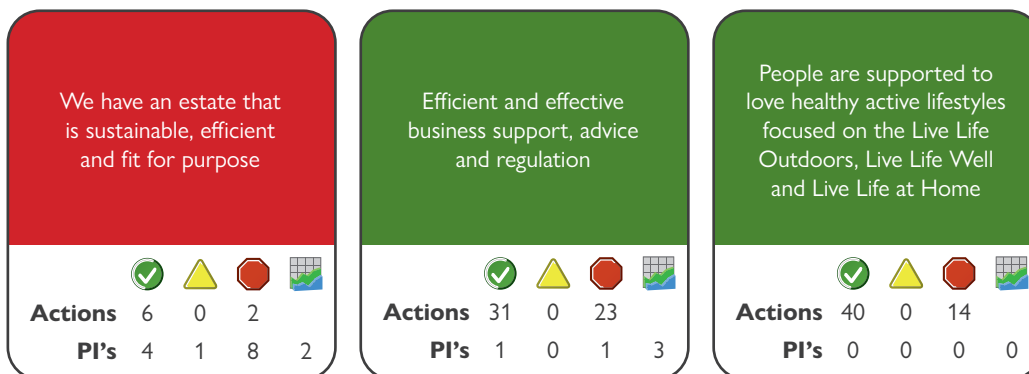 We have an estate that
is sustainable, efficient
and fit for purpose
Actions 6 0 2
PI's 4 1 8 2
Efficient and effective
business support, advice
and regulation
Actions 31 0 23
PI's 1 0 1 3
People are supported to
love healthy active lifestyles
focused on the Live Life
Outdoors, Live Life Well
and Live Life at Home
Actions 40 0 14
PI's 0 0 0 0